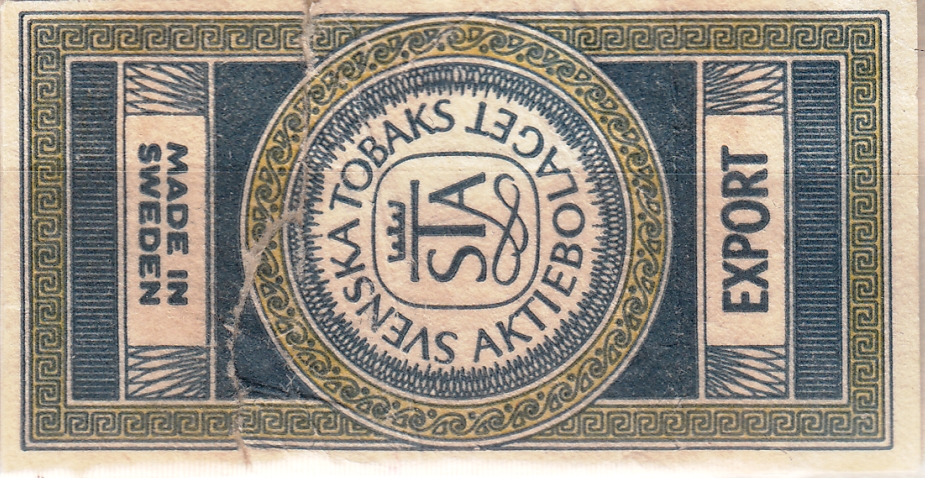 MADE IN
SWEDEN
SVENSKA TOBAKS
AKTIEBOLAGET
STA
EXPORT